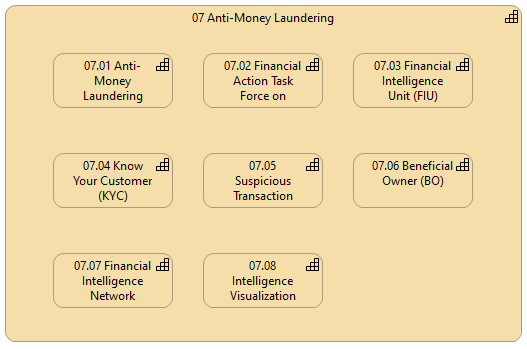 07 Anti-Money Laundering
07.01 Anti-
Money
Laundering
07.02 Financial
Action Task
Force on
07.03 Financial
Intelligence
Unit (FIU)
07.04 Know
Your Customer
(KYC)
07.05
Suspicious
Transaction
07.06 Beneficial
Owner (BO)
07.07 Financial
Intelligence
Network
07.08
Intelligence
Visualization